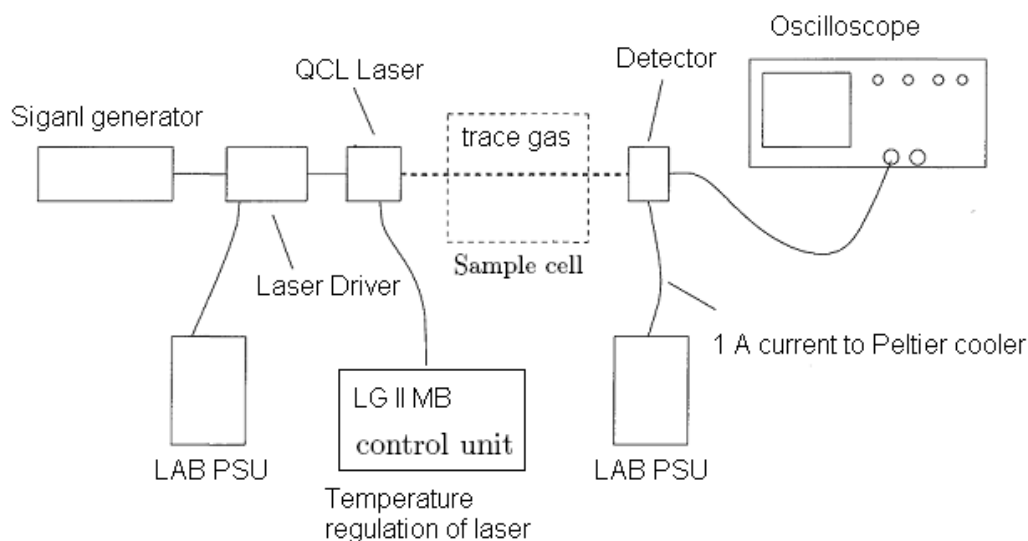 Oscilloscope
QCL Laser
Detector
Siganl generator
trace gas
Sample cell
Laser Driver
1 A current to Peltier cooler
LG II MB
control unit
LAB PSU
LAB PSU
Temperature
regulation of laser